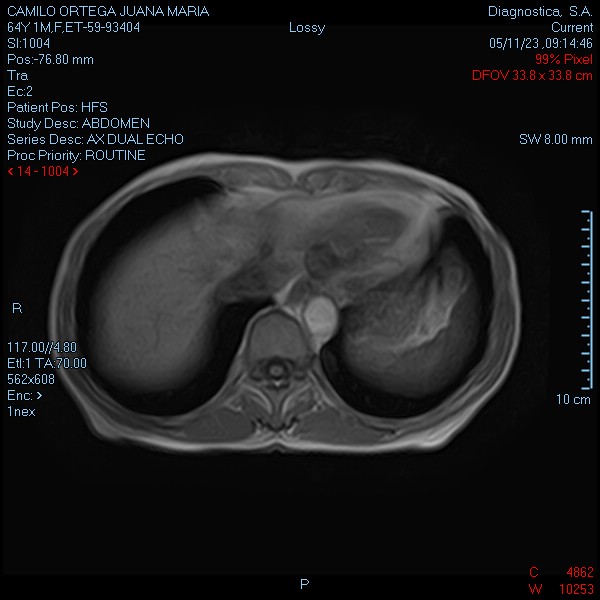 CAMILO ORTEGA JUANA MARIA
64Y 1M,F,ET-59-93404
SI:1004
Pos:-76.80 mm
Tra
Ec:2
Patient Pos: HFS
Study Desc: ABDOMEN
Series Desc: AX DUAL ECHO
Proc Priority: ROUTINE
< 14 - 1004 >
Lossy
Diagnostica, S.A.
Current
05/11/23 ,09:14:46
99% Pixel
DFOV 33.8 x 33.8 cm
SW 8.00 mm
R
117.00//4.80
Etl:1 TA:70.00
562x608
Enc: >
1nex
10 cm
P
C 4862
W 10253